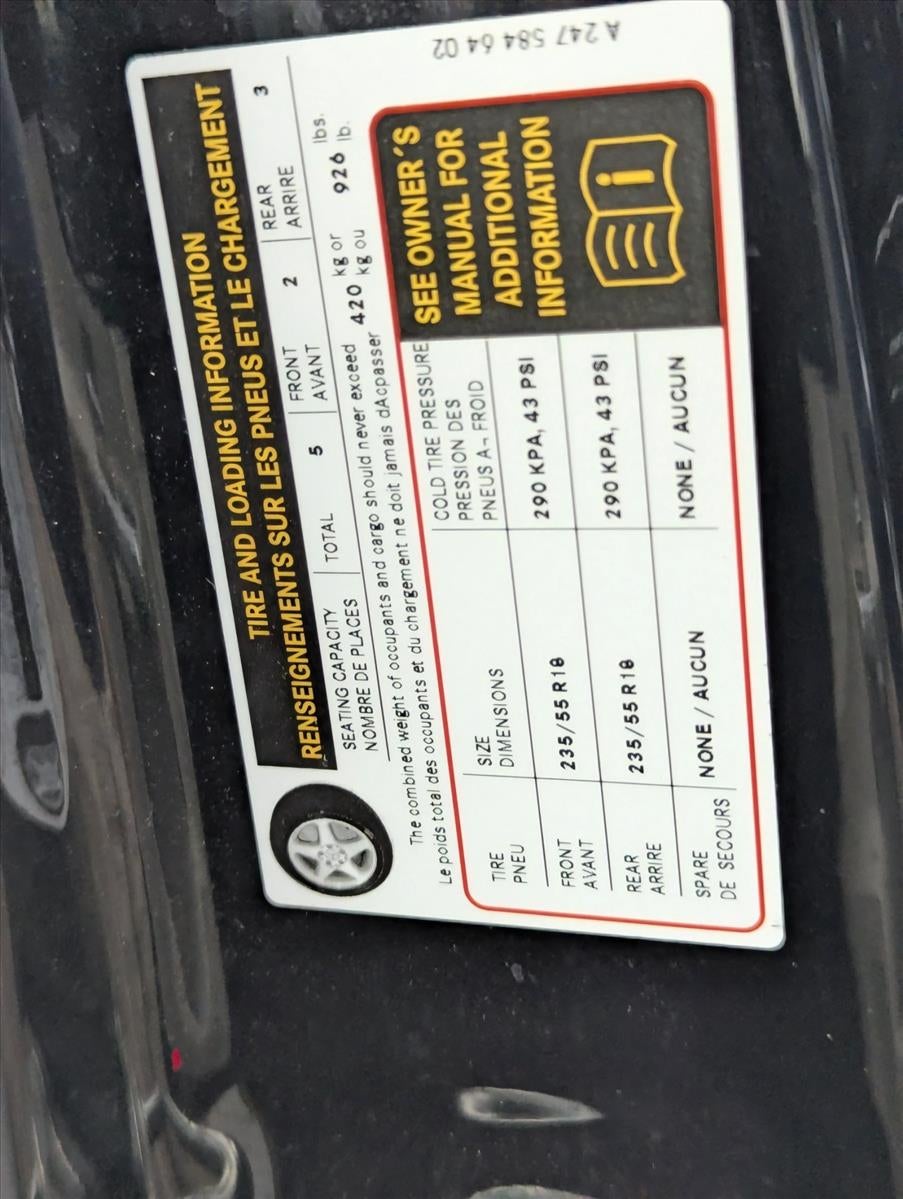 TIRE AND LOADING INFORMATION
RENSEIGNEMENTS SUR LES PNEUS ET LE CHARGEMENT
SEATING CAPACITY TOTAL 5 FRONT 2 REAR 3
NOMBRE DE PLACES AVANT ARRIRE
The combined weight of occupants and cargo should never exceed 420 kg or 926 lbs.
Le poids total des occupants et du chargement ne doit jamais dAcpasser kg ou lb.
TIRE SIZE COLD TIRE PRESSURE
PNEU DIMENSIONS PRESSION DES
PNEUS A¬ FROID
FRONT 235/55 R18 290 KPA, 43 PSI
AVANT
REAR 235/55 R18 290 KPA, 43 PSI
ARRIRE
SPARE NONE / AUCUN NONE / AUCUN
DE SECOURS
SEE OWNER´S
MANUAL FOR
ADDITIONAL
INFORMATION
A 247 584 64 02